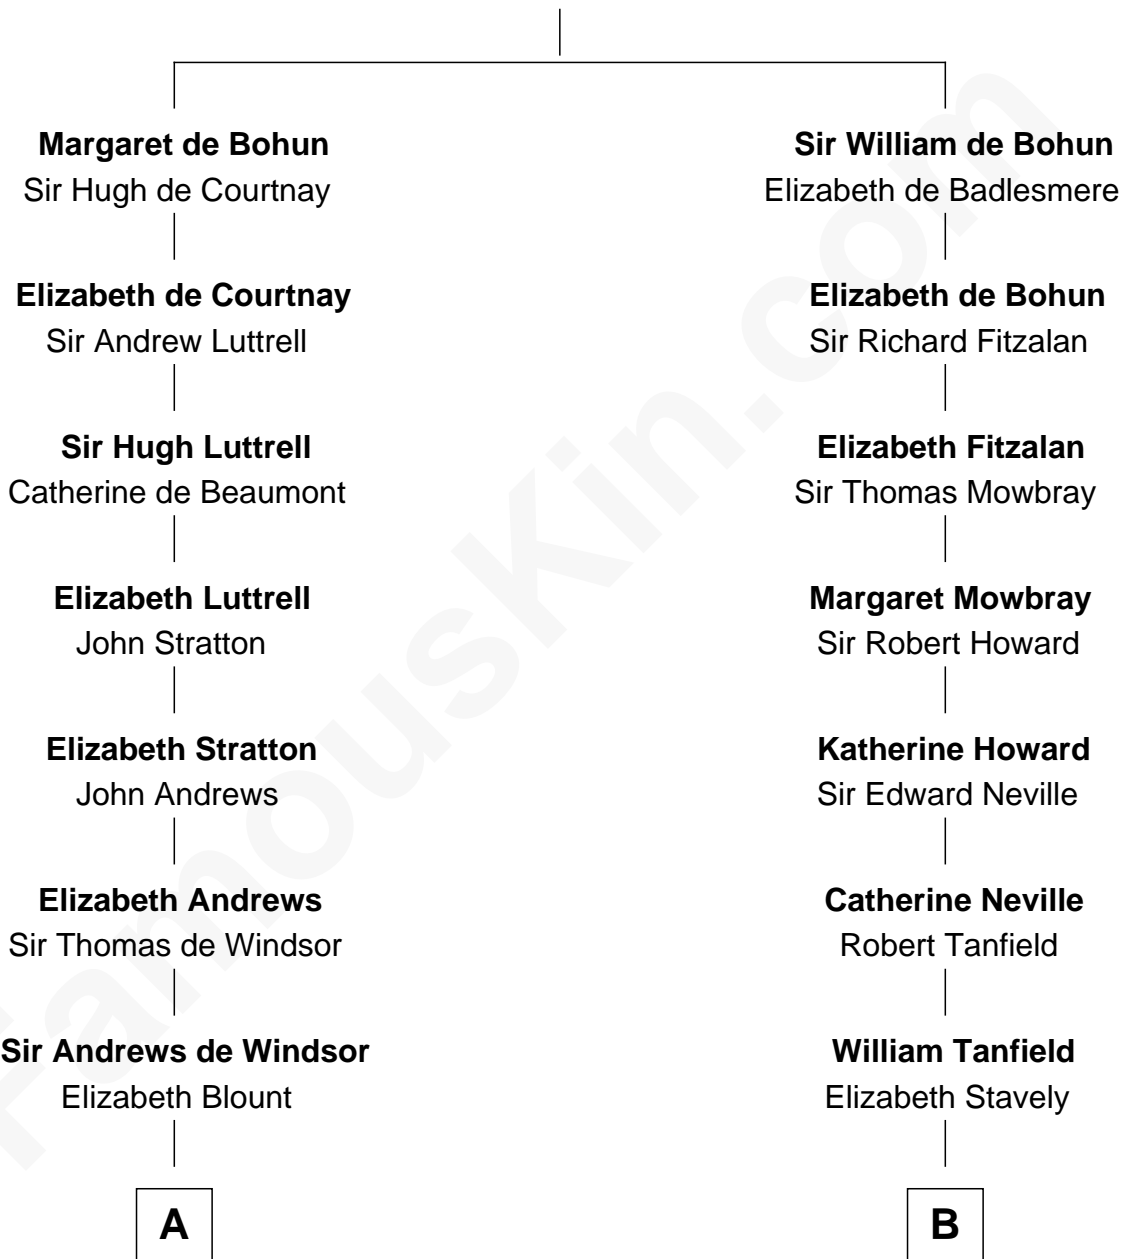 Margaret de Bohun
Sir Hugh de Courtnay
Elizabeth de Courtnay
Sir Andrew Luttrell
Sir Hugh Luttrell
Catherine de Beaumont
Elizabeth Luttrell
John Stratton
Elizabeth Stratton
John Andrews
Elizabeth Andrews
Sir Thomas de Windsor
Sir Andrews de Windsor
Elizabeth Blount
A
Sir William de Bohun
Elizabeth de Badlesmere
Elizabeth de Bohun
Sir Richard Fitzalan
Elizabeth Fitzalan
Sir Thomas Mowbray
Margaret Mowbray
Sir Robert Howard
Katherine Howard
Sir Edward Neville
Catherine Neville
Robert Tanfield
William Tanfield
Elizabeth Stavely
B
FamousKin.com